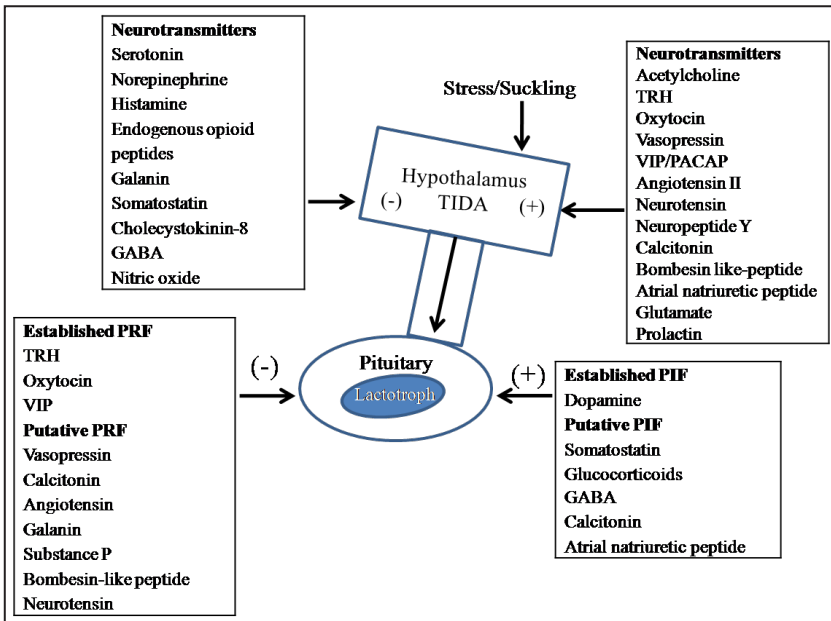 Neurotransmitters
Serotonin
Norepinephrine
Histamine
Endogenous opioid
peptides
Galanin
Somatostatin
Cholecystokinin-8
GABA
Nitric oxide
Stress/Suckling
Hypothalamus
(-) TIDA (+)
Neurotransmitters
Acetylcholine
TRH
Oxytocin
Vasopressin
VIP/PACAP
Angiotensin II
Neurotensin
Neuropeptide Y
Calcitonin
Bombesin like-peptide
Atrial natriuretic peptide
Glutamate
Prolactin
Established PRF
TRH
Oxytocin
VIP
Putative PRF
Vasopressin
Calcitonin
Angiotensin
Galanin
Substance P
Bombesin-like peptide
Neurotensin
(-)
Pituitary
Lactotroph
(+)
Established PIF
Dopamine
Putative PIF
Somatostatin
Glucocorticoids
GABA
Calcitonin
Atrial natriuretic peptide